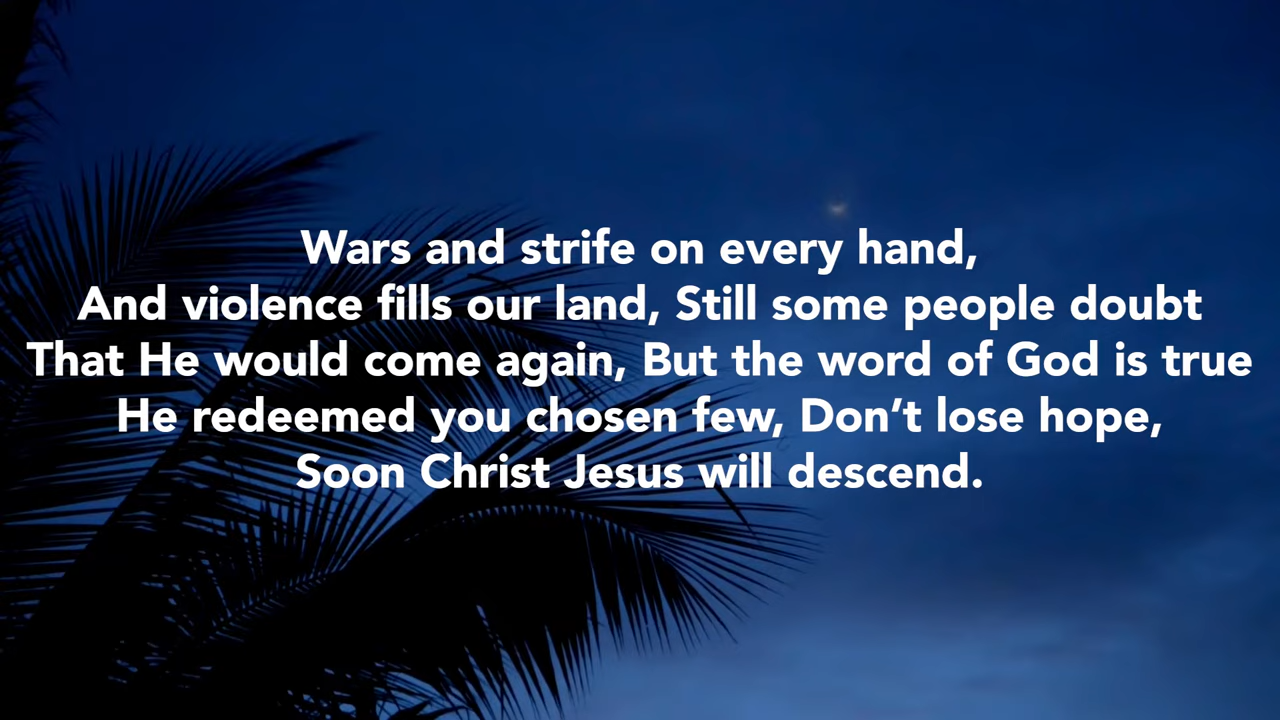 Wars and strife on every hand,
And violence fills our land, Still some people doubt
That He would come again, But the word of God is true
He redeemed you chosen few, Don’t lose hope,
Soon Christ Jesus will descend.